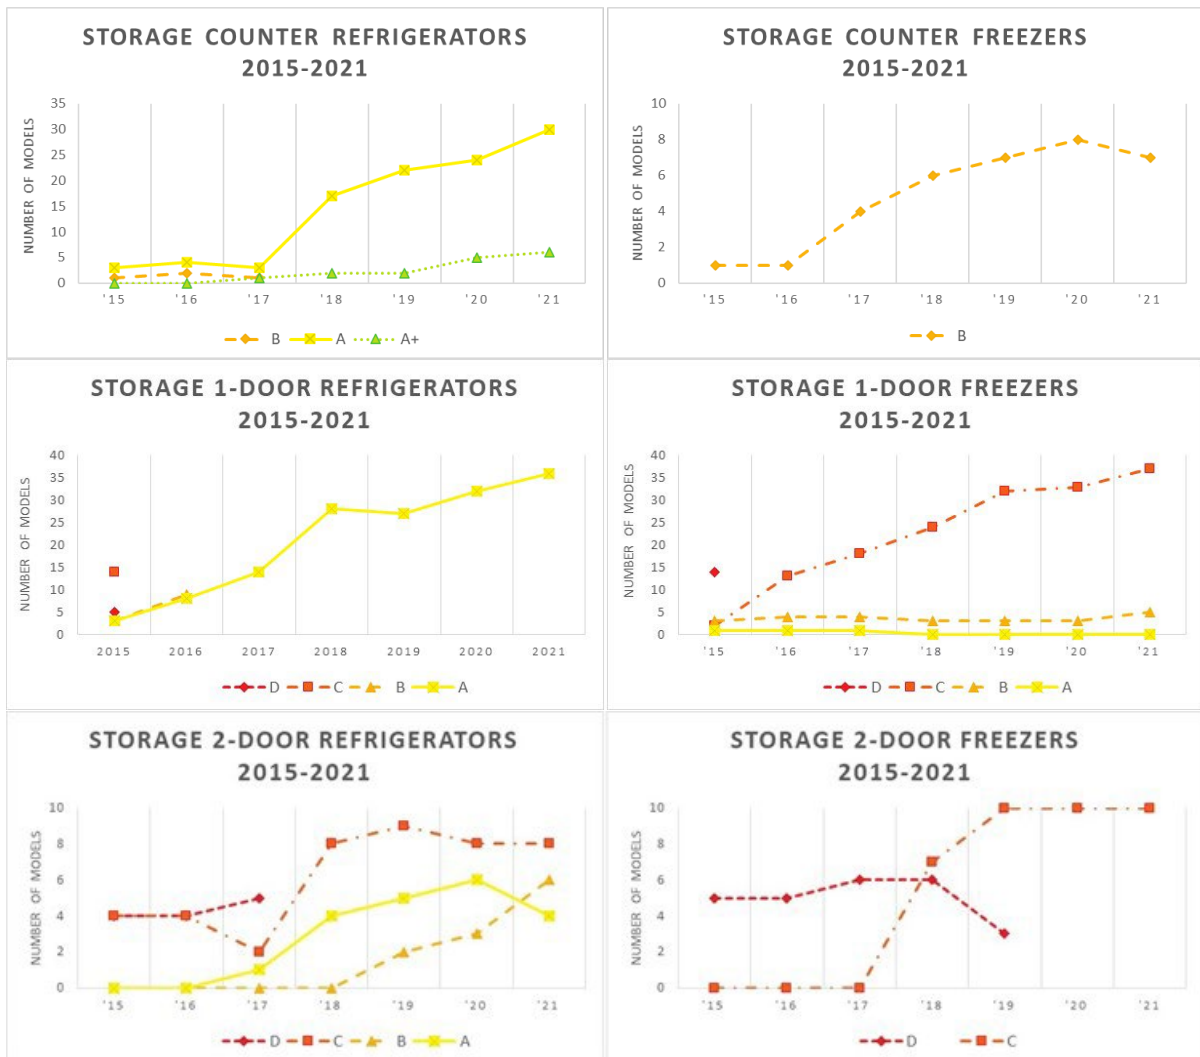 STORAGE COUNTER REFRIGERATORS
2015-2021
NUMBER OF MODELS
35
30
25
20
15
10
5
0
'15 '16 '17 '18 '19 '20 '21
B A A+
STORAGE COUNTER FREEZERS
2015-2021
NUMBER OF MODELS
10
8
6
4
2
0
'15 '16 '17 '18 '19 '20 '21
B
STORAGE 1-DOOR REFRIGERATORS
2015-2021
NUMBER OF MODELS
40
35
30
25
20
15
10
5
0
2015 2016 2017 2018 2019 2020 2021
D C B A
STORAGE 1-DOOR FREEZERS
2015-2021
NUMBER OF MODELS
40
35
30
25
20
15
10
5
0
'15 '16 '17 '18 '19 '20 '21
D C B A
STORAGE 2-DOOR REFRIGERATORS
2015-2021
NUMBER OF MODELS
10
8
6
4
2
0
'15 '16 '17 '18 '19 '20 '21
D C B A
STORAGE 2-DOOR FREEZERS
2015-2021
NUMBER OF MODELS
10
8
6
4
2
0
'15 '16 '17 '18 '19 '20 '21
D C